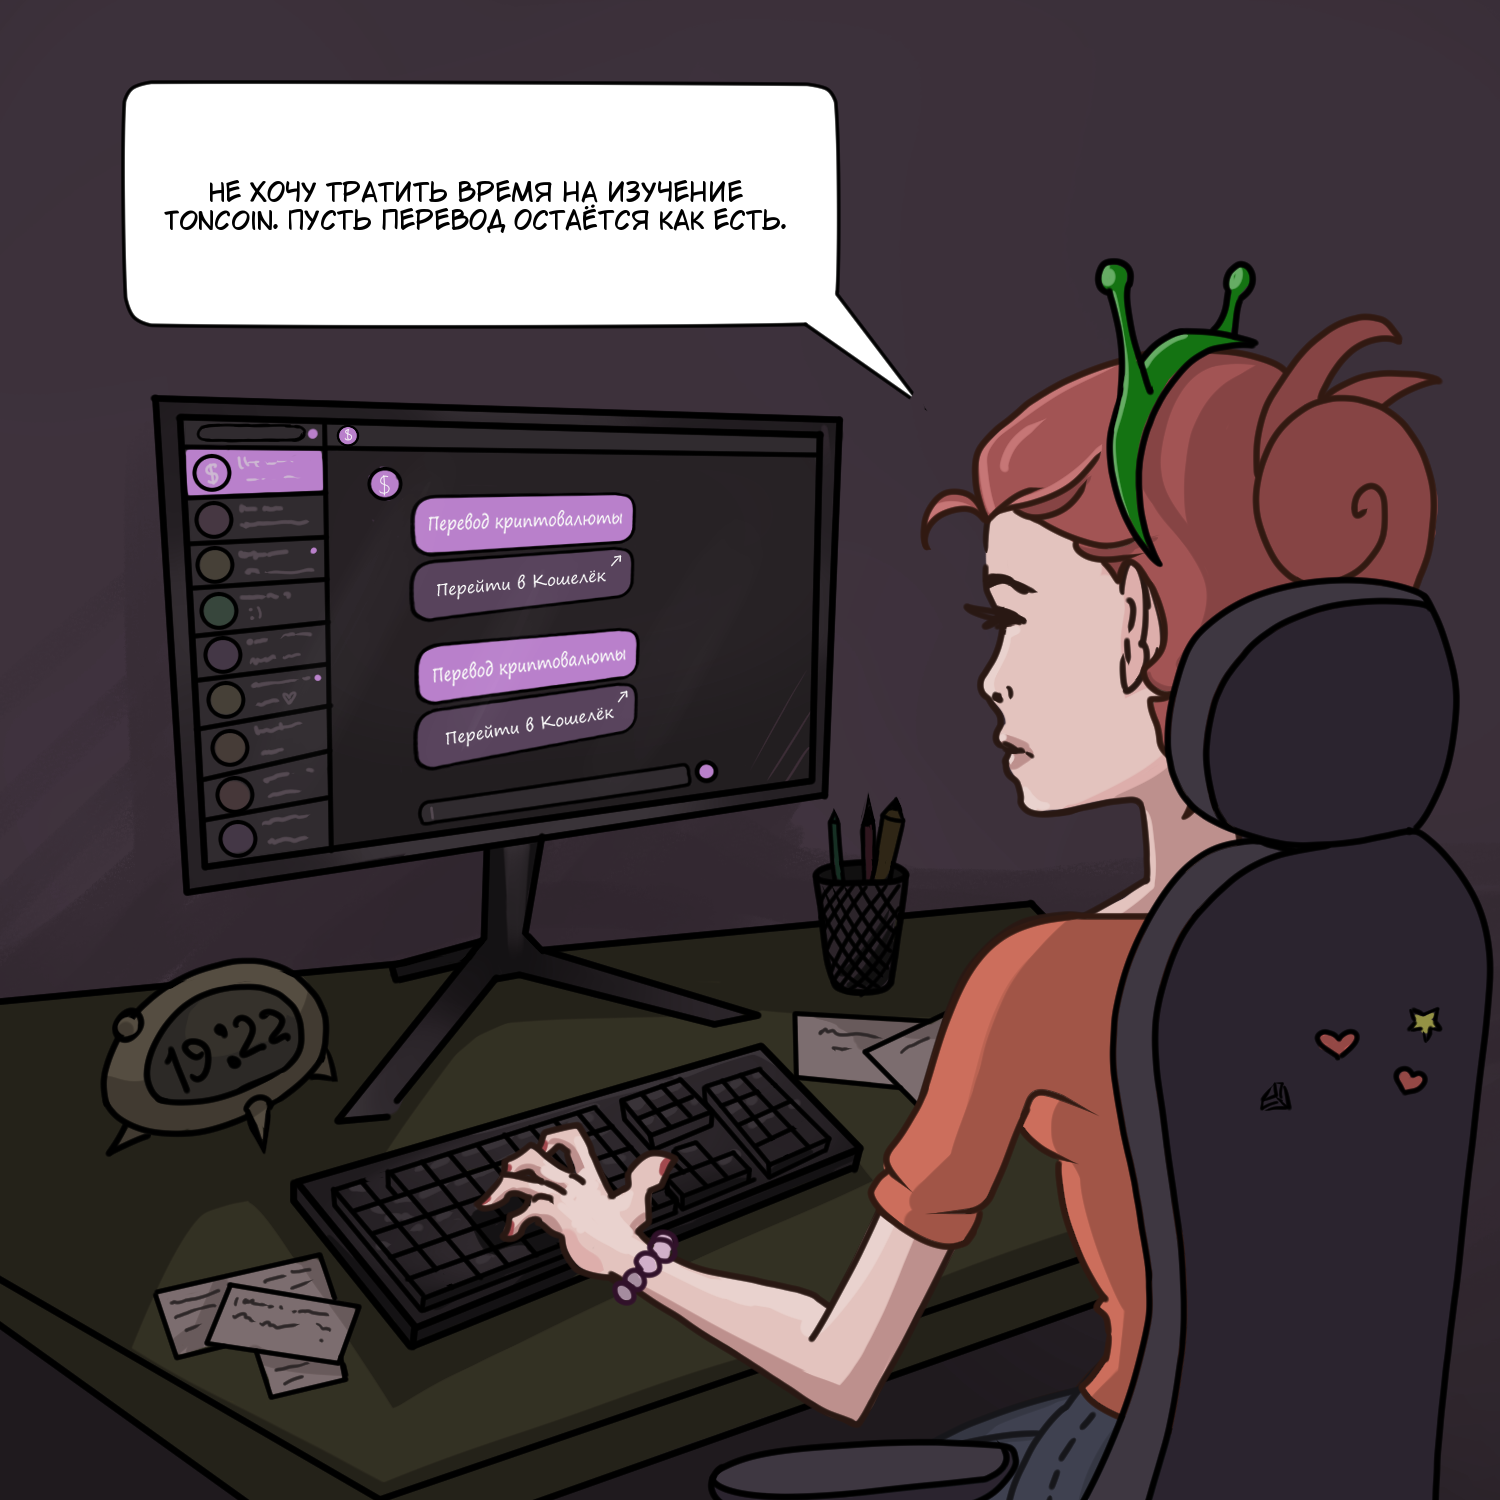 НЕ ХОЧУ ТРАТИТЬ ВРЕМЯ НА ИЗУЧЕНИЕ
TONCOIN. ПУСТЬ ПЕРЕВОД ОСТАЁТСЯ КАК ЕСТЬ.
$
$
$
:)
Перевод криптовалюты
Перейти в Кошелёк
Перевод криптовалюты
Перейти в Кошелёк
19:22